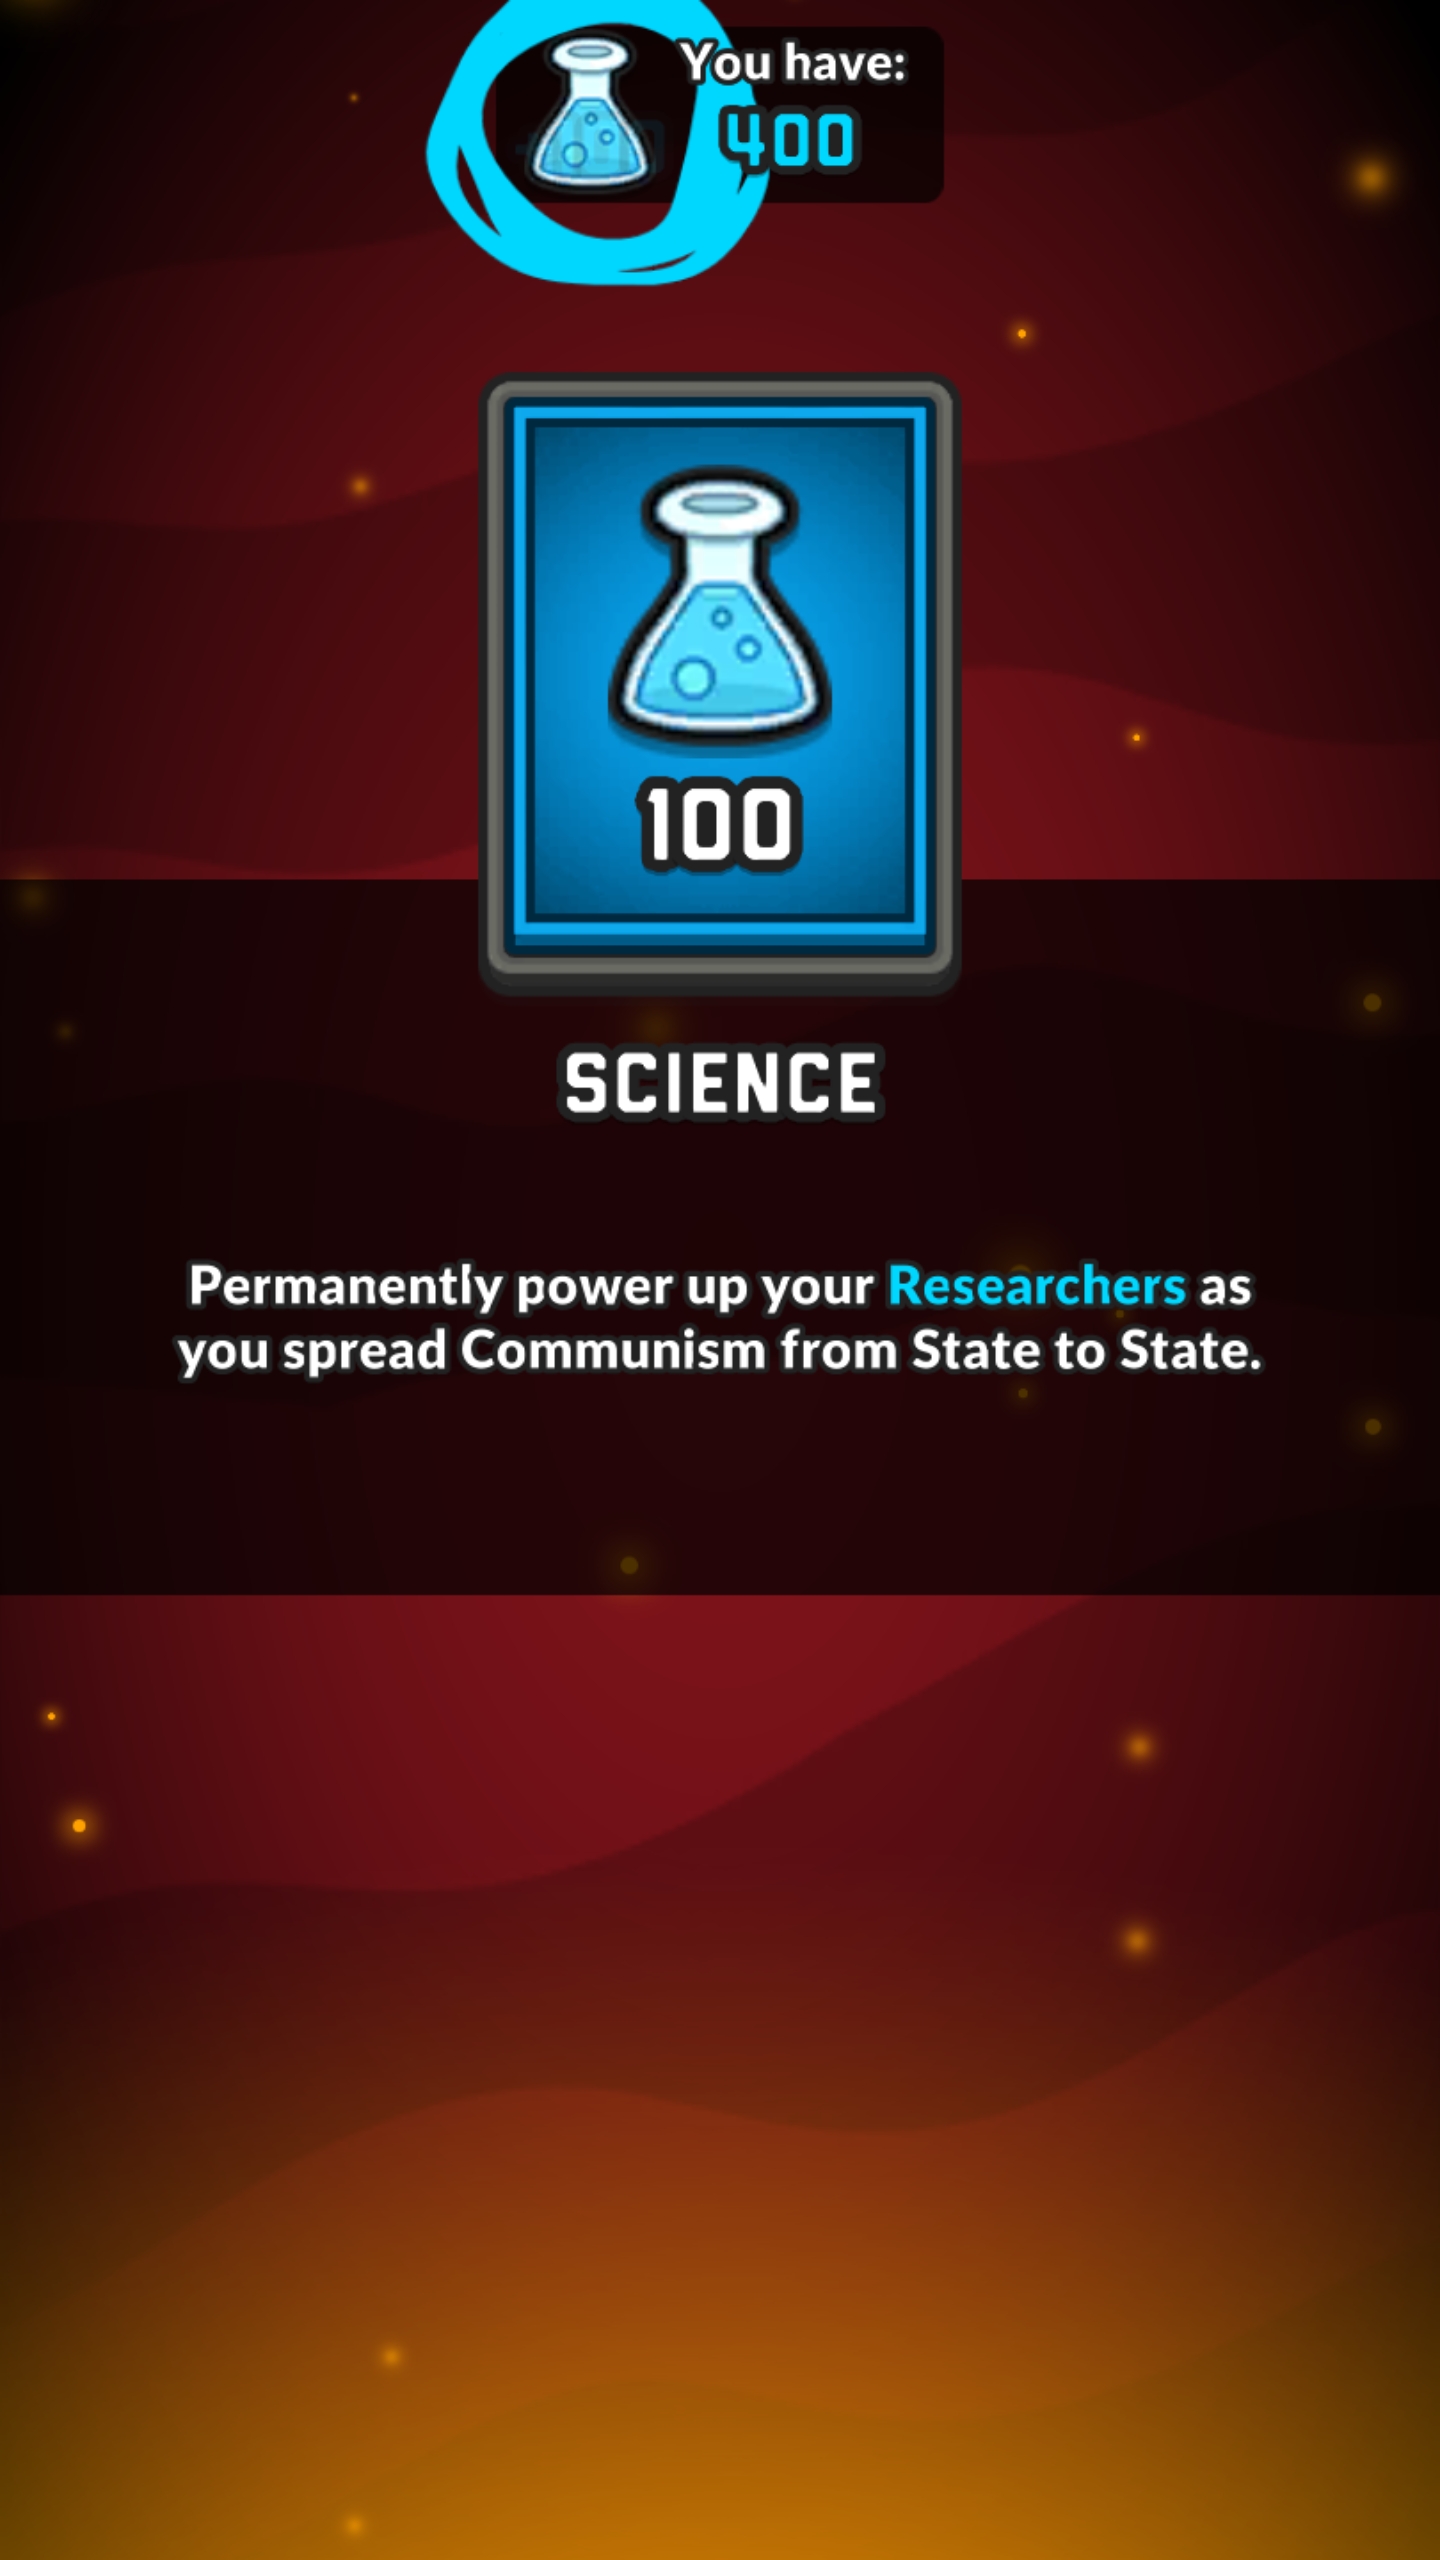 You have:
400
100
SCIENCE
Permanently power up your Researchers as
you spread Communism from State to State.